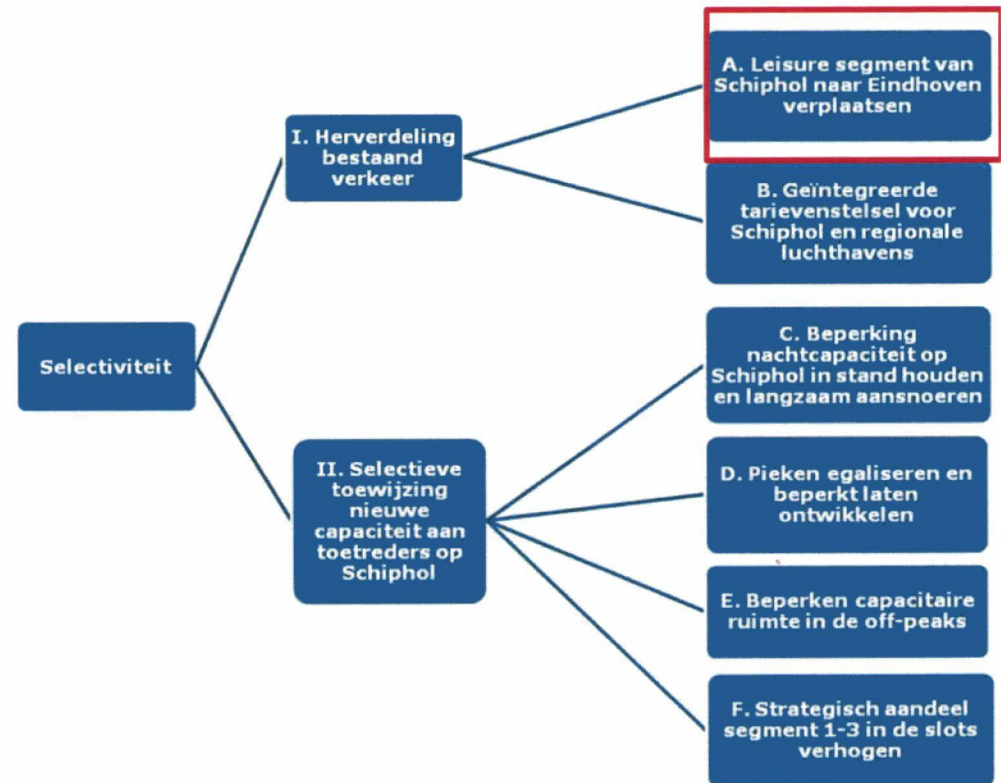 Selectiviteit
I. Herverdeling
bestaand
verkeer
A. Leisure segment van
Schiphol naar Eindhoven
verplaatsen
B. Geïntegreerde
tarievenstelsel voor
Schiphol en regionale
luchthavens
II. Selectieve
toewijzing
nieuwe
capaciteit aan
toetreders op
Schiphol
C. Beperking
nachtcapaciteit op
Schiphol in stand houden
en langzaam aansnoeren
D. Pieken egaliseren en
beperkt laten
ontwikkelen
E. Beperken capacitaire
ruimte in de off-peaks
F. Strategisch aandeel
segment 1-3 in de slots
verhogen